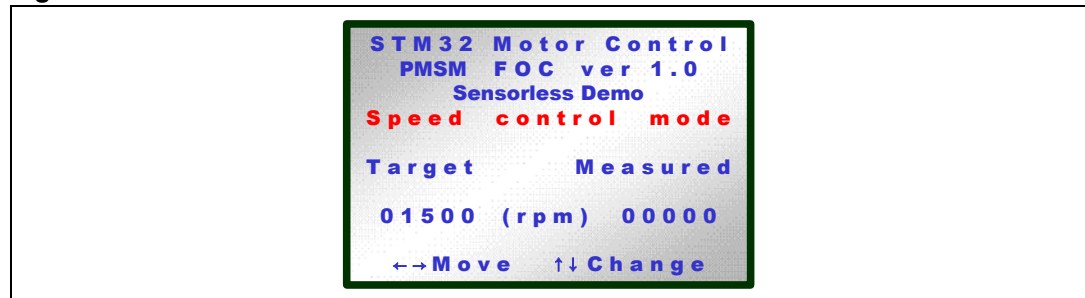 STM32 Motor Control
PMSM FOC ver 1.0
Sensorless Demo
Speed control mode
Target Measured
01500 (rpm) 00000
←→Move ↑↓Change